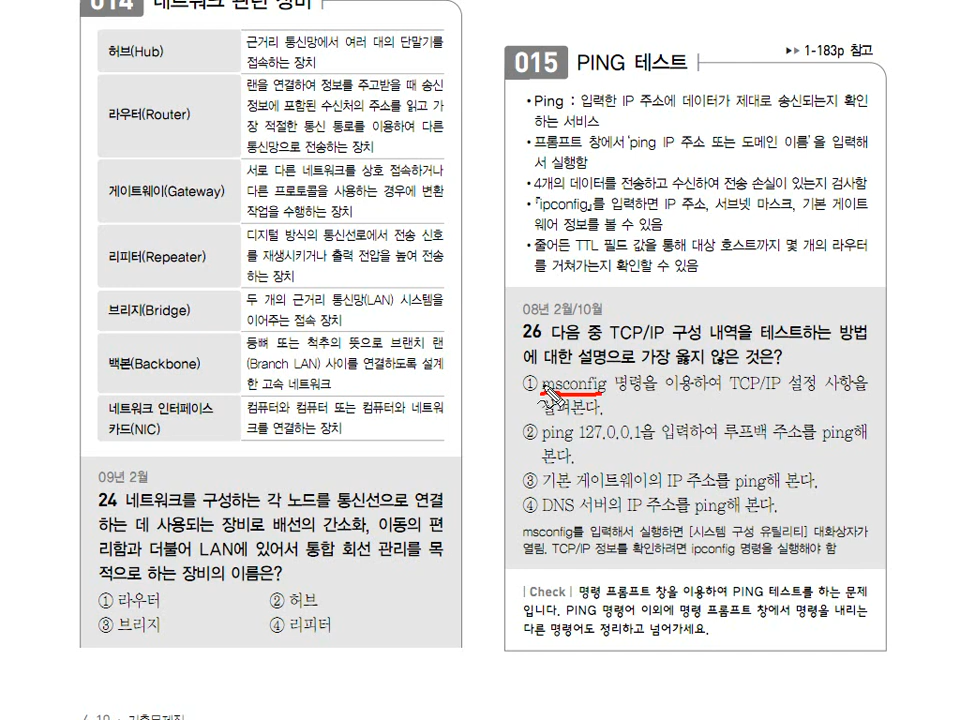 014 네트워크 관련 장비
허브(Hub)
근거리 통신망에서 여러 대의 단말기를
접속하는 장치
라우터(Router)
랜을 연결하여 정보를 주고받을 때 송신
정보에 포함된 수신처의 주소를 읽고 가
장 적절한 통신 통로를 이용하여 다른
통신망으로 전송하는 장치
게이트웨이(Gateway)
서로 다른 네트워크를 상호 접속하거나
다른 프로토콜을 사용하는 경우에 변환
작업을 수행하는 장치
리피터(Repeater)
디지털 방식의 통신선로에서 전송 신호
를 재생시키거나 출력 전압을 높여 전송
하는 장치
브리지(Bridge)
두 개의 근거리 통신망(LAN) 시스템을
이어주는 접속 장치
백본(Backbone)
등뼈 또는 척추의 뜻으로 브랜치 랜
(Branch LAN) 사이를 연결하도록 설계
한 고속 네트워크
네트워크 인터페이스
카드(NIC)
컴퓨터와 컴퓨터 또는 컴퓨터와 네트워
크를 연결하는 장치
09년 2월
24 네트워크를 구성하는 각 노드를 통신선으로 연결
하는 데 사용되는 장비로 배선의 간소화, 이동의 편
리함과 더불어 LAN에 있어서 통합 회선 관리를 목
적으로 하는 장비의 이름은?
① 라우터 ② 허브
③ 브리지 ④ 리피터
▶▶ 1-183p 참고
015 PING 테스트
• Ping : 입력한 IP 주소에 데이터가 제대로 송신되는지 확인
하는 서비스
• 프롬프트 창에서 'ping IP 주소 또는 도메인 이름'을 입력해
서 실행함
• 4개의 데이터를 전송하고 수신하여 전송 손실이 있는지 검사함
• 『ipconfig』를 입력하면 IP 주소, 서브넷 마스크, 기본 게이트
웨어 정보를 볼 수 있음
• 줄어든 TTL 필드 값을 통해 대상 호스트까지 몇 개의 라우터
를 거쳐가는지 확인할 수 있음
08년 2월/10월
26 다음 중 TCP/IP 구성 내역을 테스트하는 방법
에 대한 설명으로 가장 옳지 않은 것은?
① msconfig 명령을 이용하여 TCP/IP 설정 사항을
살펴본다.
② ping 127.0.0.1을 입력하여 루프백 주소를 ping해
본다.
③ 기본 게이트웨이의 IP 주소를 ping해 본다.
④ DNS 서버의 IP 주소를 ping해 본다.
msconfig를 입력해서 실행하면 [시스템 구성 유틸리티] 대화상자가
열림. TCP/IP 정보를 확인하려면 ipconfig 명령을 실행해야 함
| Check | 명령 프롬프트 창을 이용하여 PING 테스트를 하는 문제
입니다. PING 명령어 이외에 명령 프롬프트 창에서 명령을 내리는
다른 명령어도 정리하고 넘어가세요.